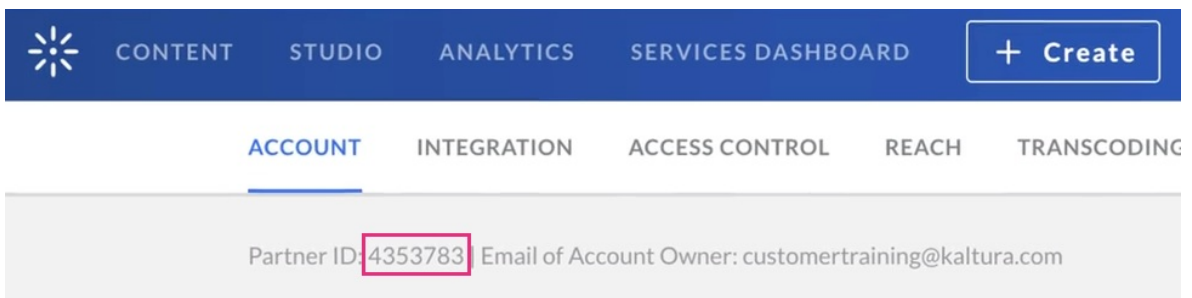 CONTENT STUDIO ANALYTICS SERVICES DASHBOARD + Create
ACCOUNT INTEGRATION ACCESS CONTROL REACH TRANSCODING
Partner ID: 4353783 | Email of Account Owner: customertraining@kaltura.com